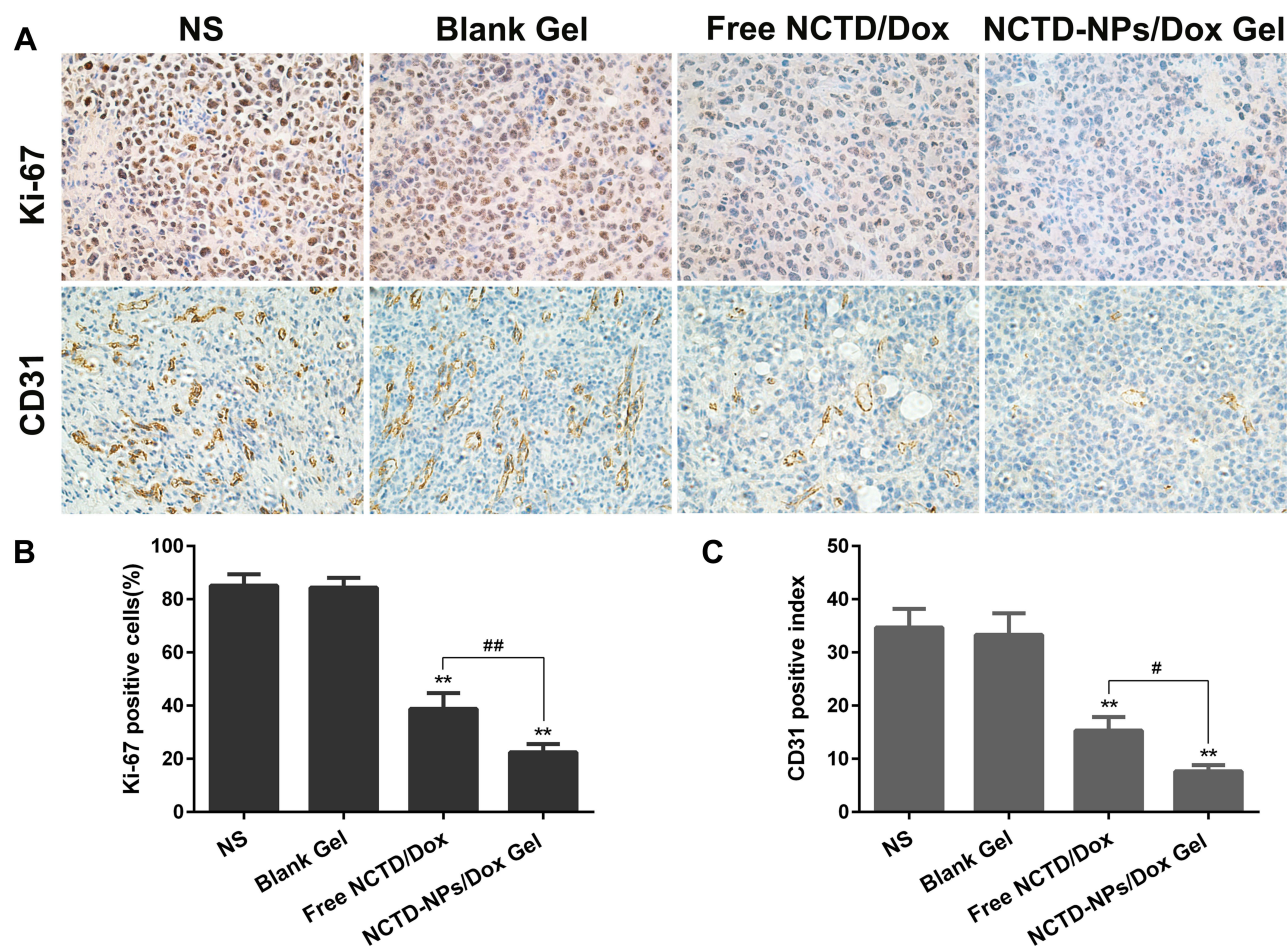 A
NS
Blank Gel
Free NCTD/Dox
NCTD-NPs/Dox Gel
Ki-67
CD31
B
Ki-67 positive cells(%)
100
80
60
40
20
0
**
##
**
NS
Blank Gel
Free NCTD/Dox
NCTD-NPs/Dox Gel
C
CD31 positive index
50
40
30
20
10
0
**
#
**
NS
Blank Gel
Free NCTD/Dox
NCTD-NPs/Dox Gel